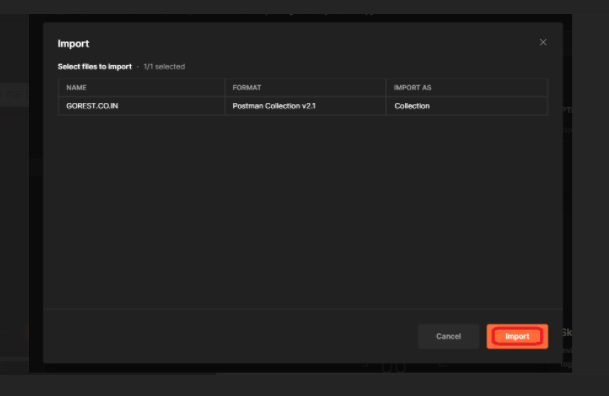 Import
Select files to import · 1/1 selected
NAME FORMAT IMPORT AS
GOREST.CO.IN Postman Collection v2.1 Collection
Cancel Import